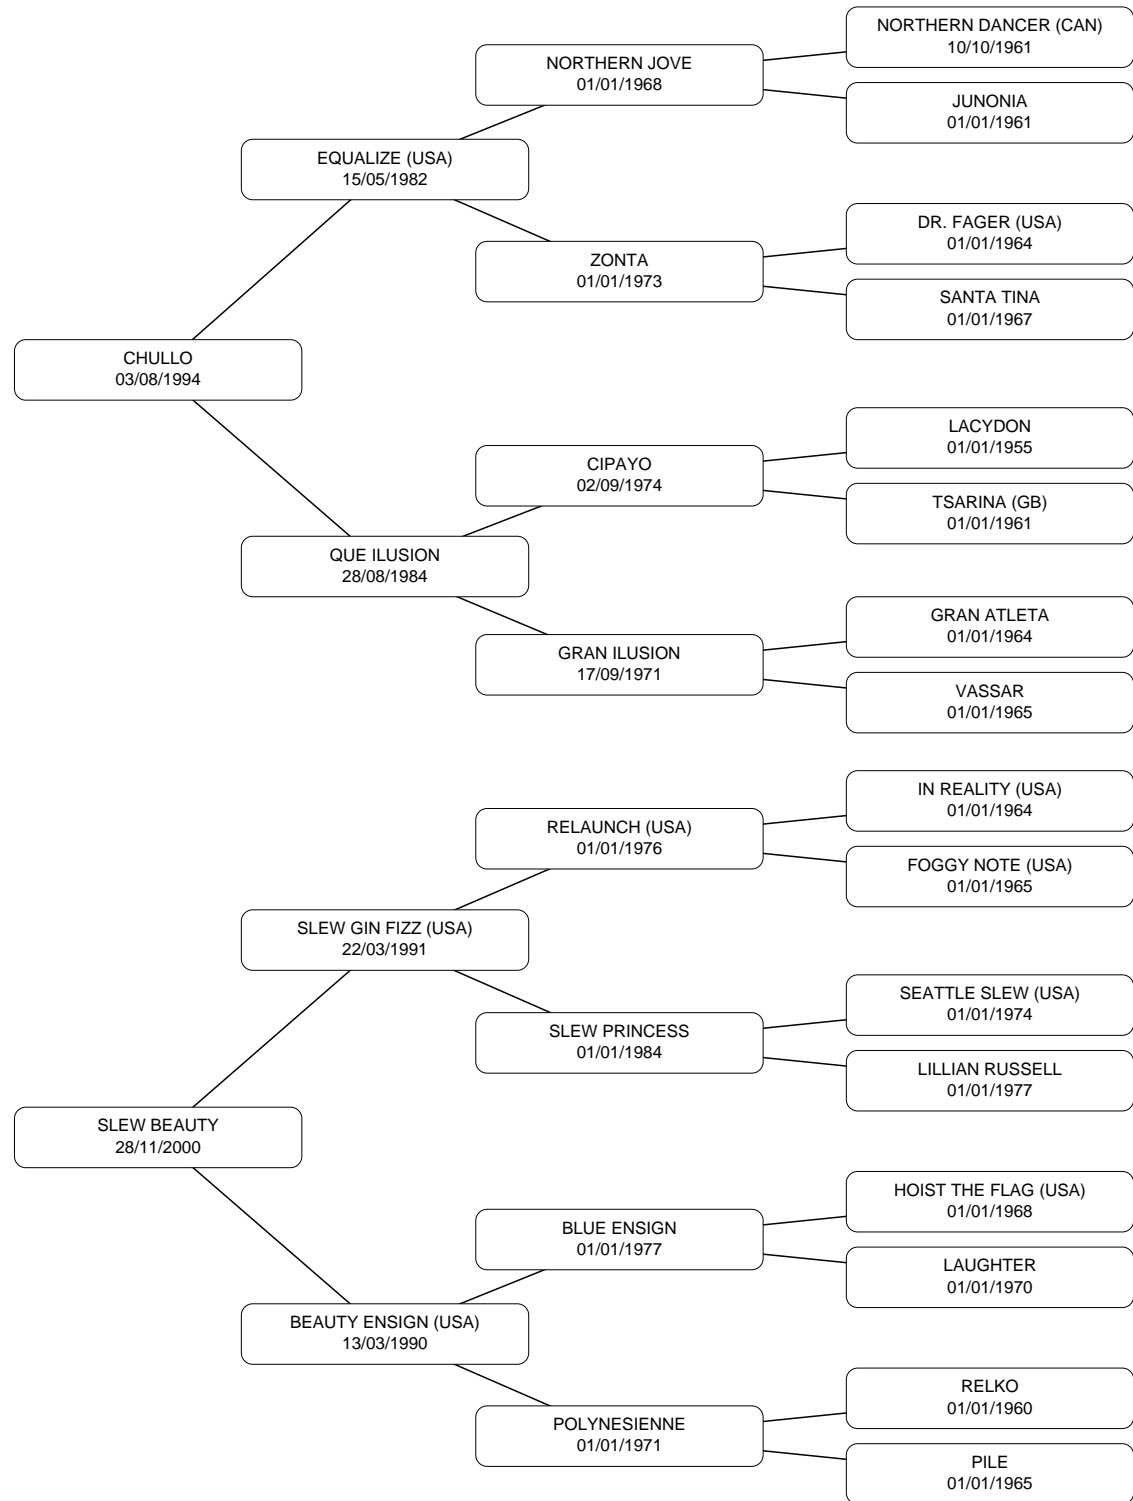 NORTHERN DANCER (CAN)
10/10/1961
NORTHERN JOVE
01/01/1968
JUNONIA
01/01/1961
EQUALIZE (USA)
15/05/1982
DR. FAGER (USA)
01/01/1964
ZONTA
01/01/1973
SANTA TINA
01/01/1967
CHULLO
03/08/1994
LACYDON
01/01/1955
CIPAYO
02/09/1974
TSARINA (GB)
01/01/1961
QUE ILUSION
28/08/1984
GRAN ATLETA
01/01/1964
GRAN ILUSION
17/09/1971
VASSAR
01/01/1965
IN REALITY (USA)
01/01/1964
RELAUNCH (USA)
01/01/1976
FOGGY NOTE (USA)
01/01/1965
SLEW GIN FIZZ (USA)
22/03/1991
SEATTLE SLEW (USA)
01/01/1974
SLEW PRINCESS
01/01/1984
LILLIAN RUSSELL
01/01/1977
SLEW BEAUTY
28/11/2000
HOIST THE FLAG (USA)
01/01/1968
BLUE ENSIGN
01/01/1977
LAUGHTER
01/01/1970
BEAUTY ENSIGN (USA)
13/03/1990
RELKO
01/01/1960
POLYNESIENNE
01/01/1971
PILE
01/01/1965